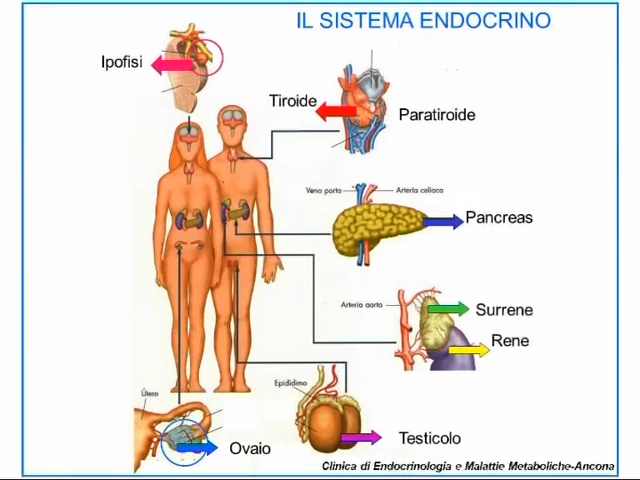 IL SISTEMA ENDOCRINO
Ipofisi
Tiroide
Paratiroide
Vena porta
Arteria celiaca
Pancreas
Arteria aorta
Surrene
Rene
Epididimo
Útero
Ovaio
Testicolo
Clinica di Endocrinologia e Malattie Metaboliche-Ancona